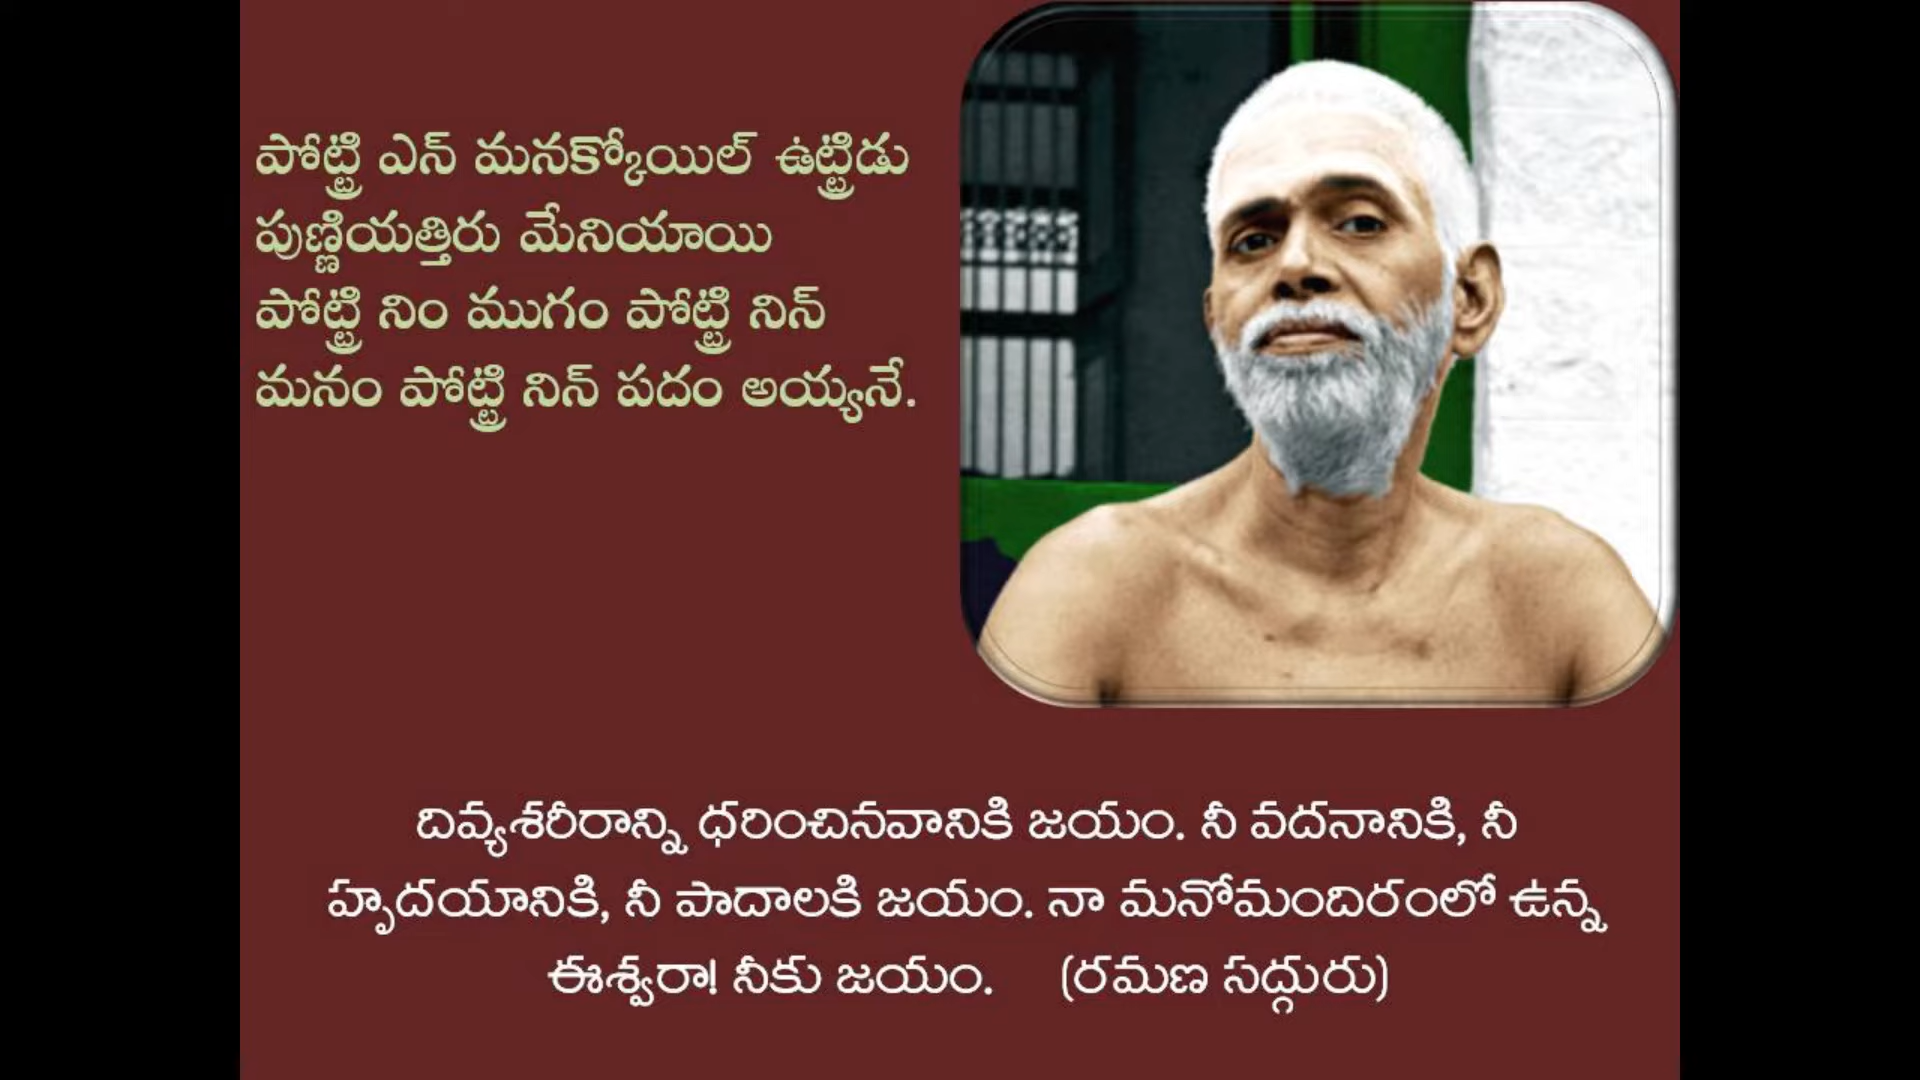 పోట్ట్రి ఎన్ మనక్కోయిల్ ఉట్ట్రిడు
పుణ్ణియత్తిరు మేనియాయి
పోట్ట్రి నిం ముగం పోట్ట్రి నిన్
మనం పోట్ట్రి నిన్ పదం అయ్యనే.
దివ్యశరీరాన్ని ధరించినవానికి జయం. నీ వదనానికి, నీ
హృదయానికి, నీ పాదాలకి జయం. నా మనోమందిరంలో ఉన్న
ఈశ్వరా! నీకు జయం. (రమణ సద్గురు)